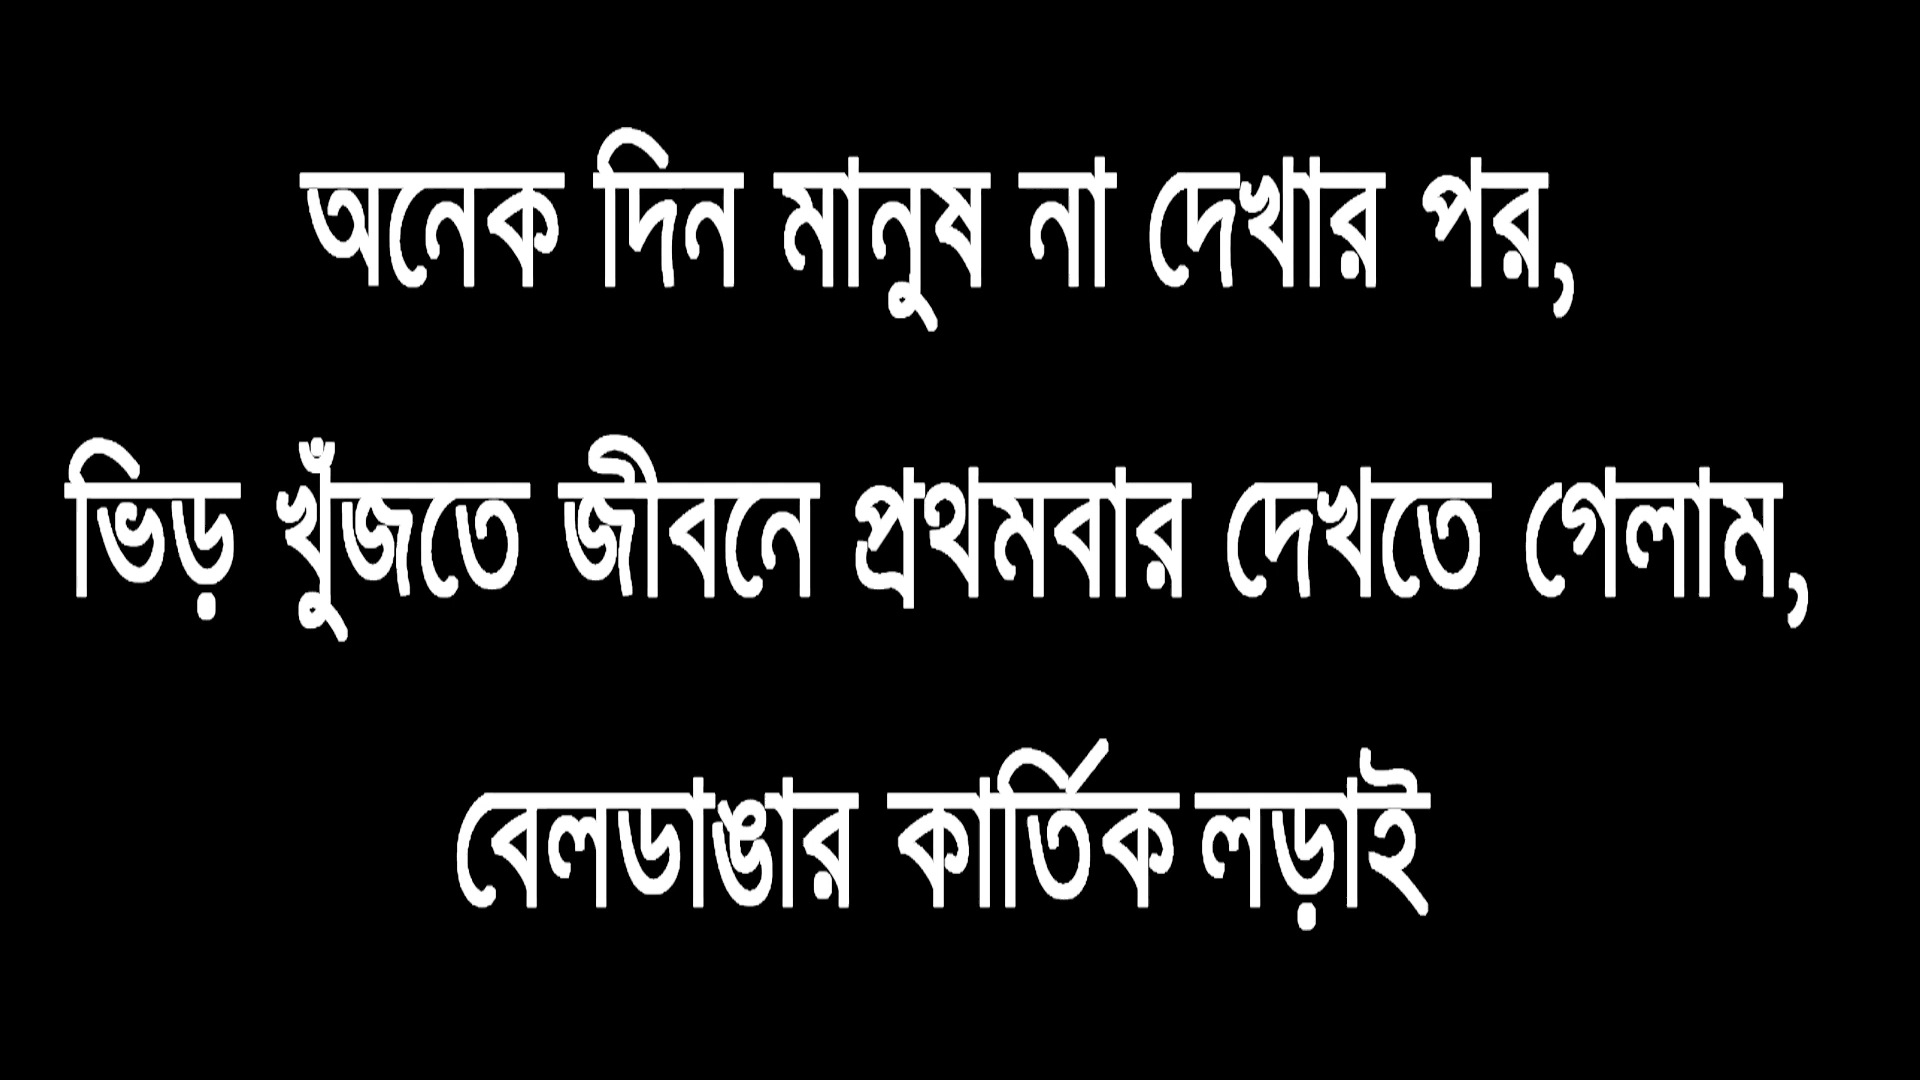 অনেক দিন মানুষ না দেখার পর,
ভিড় খুঁজতে জীবনে প্রথমবার দেখতে গেলাম,
বেলডাঙার কার্তিক লড়াই